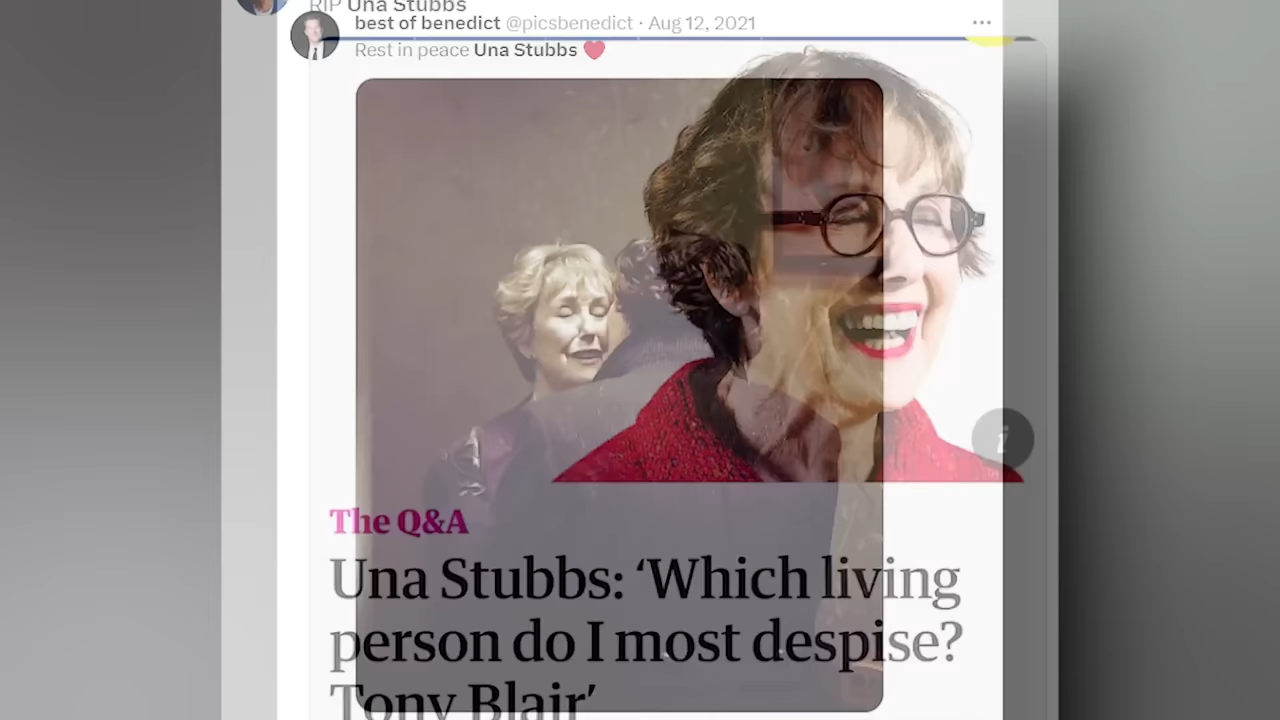 RIP Una Stubbs
best of benedict @picsbenedict · Aug 12, 2021
Rest in peace Una Stubbs ❤️
i
The Q&A
Una Stubbs: ‘Which living
person do I most despise?
Tony Blair’